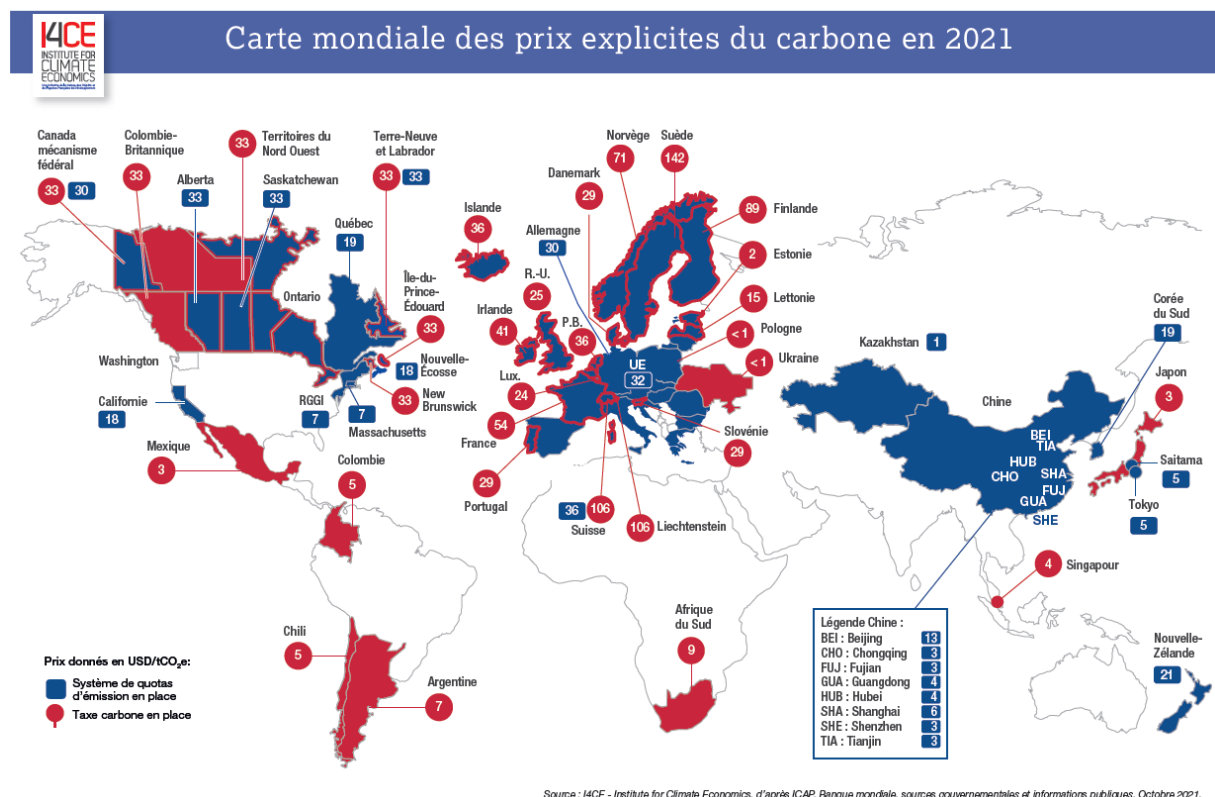 I4CE
INSTITUTE FOR
CLIMATE
ECONOMICS
Carte mondiale des prix explicites du carbone en 2021
Canada
mécanisme
fédéral
33 30
Colombie-
Britannique
33
Alberta
33
Territoires du
Nord Ouest
33
Saskatchewan
33
Terre-Neuve
et Labrador
33 33
Québec
19
Ontario
Île-du-
Prince-
Édouard
33
Nouvelle-
Écosse
18
New
Brunswick
33
Washington
Californie
18
RGGI
7
Massachusetts
7
Mexique
3
Colombie
5
Chili
5
Argentine
7
Islande
36
Norvège
71
Suède
142
Danemark
29
Allemagne
30
Finlande
89
Estonie
2
Lettonie
15
Pologne
< 1
Ukraine
< 1
R.-U.
25
Irlande
41
P.B.
36
Lux.
24
UE
32
France
54
Portugal
29
Slovénie
29
Suisse
36 106
Liechtenstein
106
Afrique
du Sud
9
Kazakhstan 1
Chine
BEI
TIA
HUB
CHO
SHA
FUJ
GUA
SHE
Corée
du Sud
19
Japon
3
Saitama
5
Tokyo
5
Singapour
4
Nouvelle-
Zélande
21
Légende Chine :
BEI : Beijing 13
CHO : Chongqing 3
FUJ : Fujian 3
GUA : Guangdong 4
HUB : Hubei 4
SHA : Shanghai 6
SHE : Shenzhen 3
TIA : Tianjin 3
Prix donnés en USD/tCO₂e:
Système de quotas
d'émission en place
Taxe carbone en place
Source : I4CE - Institute for Climate Economics, d'après ICAP, Banque mondiale, sources gouvernementales et informations publiques, Octobre 2021.